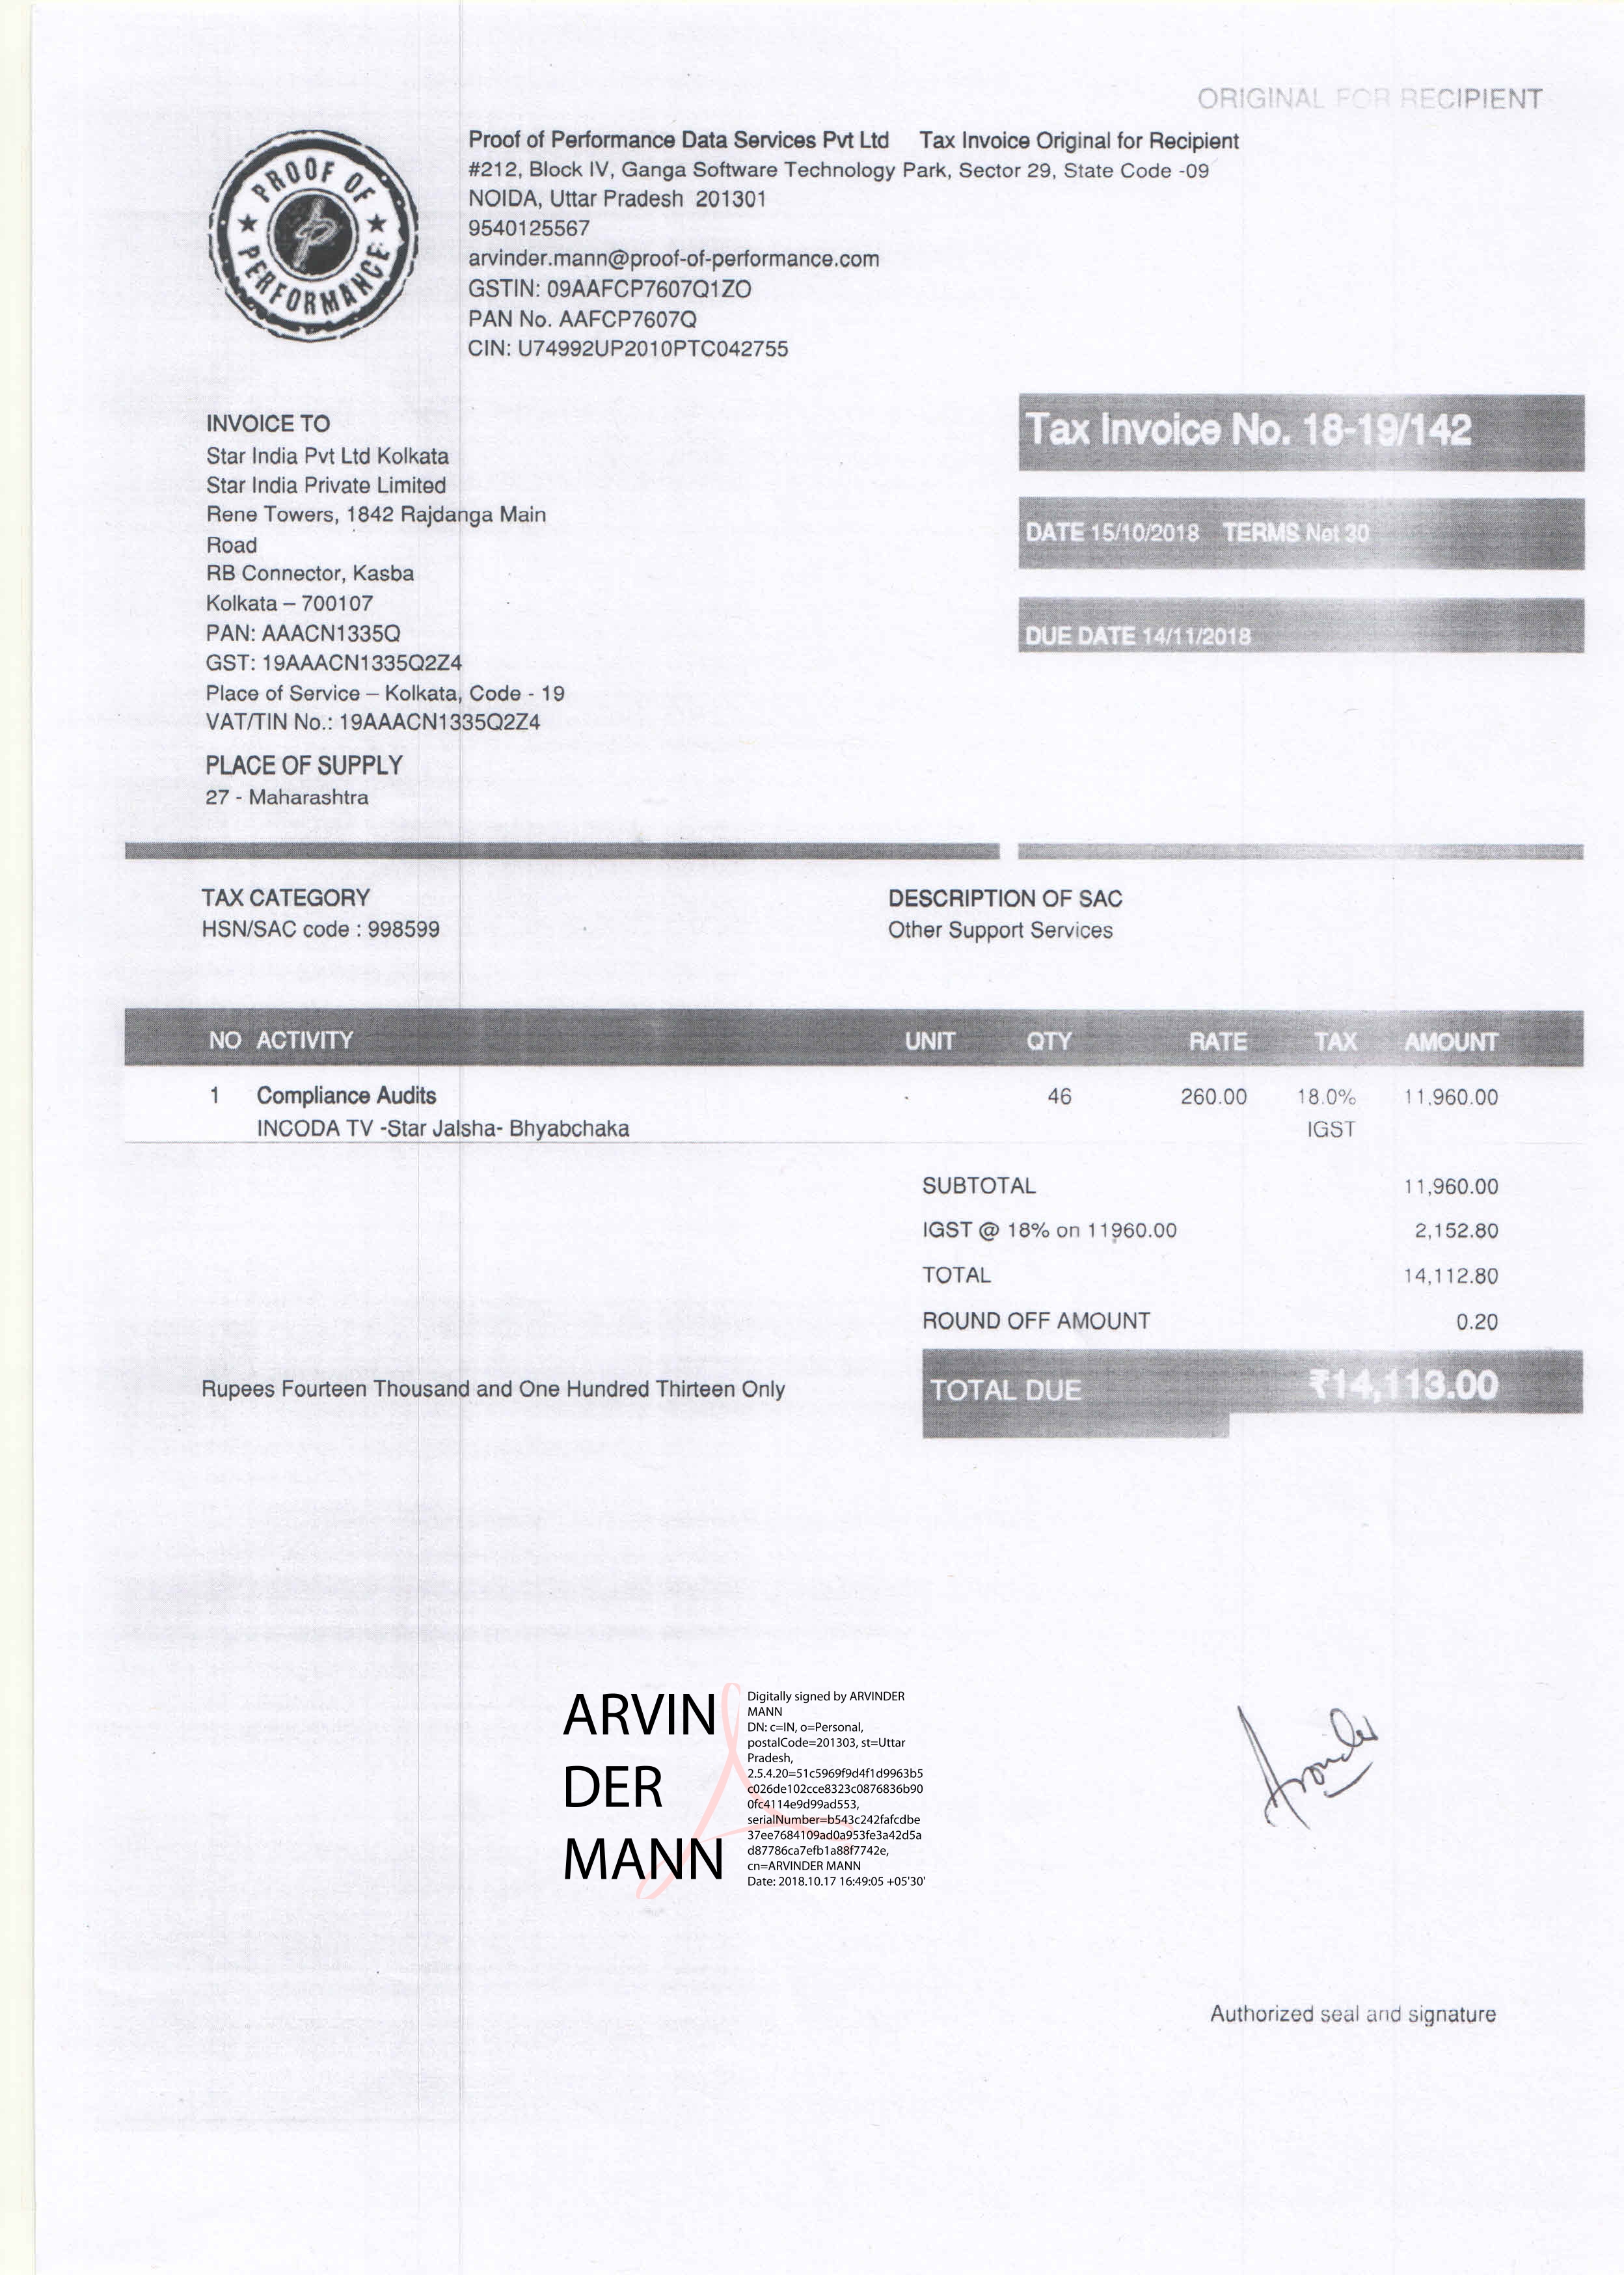 ORIGINAL FOR RECIPIENT
PROOF OF
PERFORMANCE
Proof of Performance Data Services Pvt Ltd Tax Invoice Original for Recipient
#212, Block IV, Ganga Software Technology Park, Sector 29, State Code -09
NOIDA, Uttar Pradesh 201301
9540125567
arvinder.mann@proof-of-performance.com
GSTIN: 09AAFCP7607Q1ZO
PAN No. AAFCP7607Q
CIN: U74992UP2010PTC042755
INVOICE TO
Star India Pvt Ltd Kolkata
Star India Private Limited
Rene Towers, 1842 Rajdanga Main
Road
RB Connector, Kasba
Kolkata – 700107
PAN: AAACN1335Q
GST: 19AAACN1335Q2Z4
Place of Service – Kolkata, Code - 19
VAT/TIN No.: 19AAACN1335Q2Z4
PLACE OF SUPPLY
27 - Maharashtra
Tax Invoice No. 18-19/142
DATE 15/10/2018 TERMS Net 30
DUE DATE 14/11/2018
TAX CATEGORY DESCRIPTION OF SAC
HSN/SAC code : 998599 Other Support Services
NO ACTIVITY UNIT QTY RATE TAX AMOUNT
1 Compliance Audits - 46 260.00 18.0% 11,960.00
INCODA TV -Star Jalsha- Bhyabchaka IGST
SUBTOTAL 11,960.00
IGST @ 18% on 11960.00 2,152.80
TOTAL 14,112.80
ROUND OFF AMOUNT 0.20
Rupees Fourteen Thousand and One Hundred Thirteen Only TOTAL DUE ₹14,113.00
ARVIN
DER
MANN
Digitally signed by ARVINDER
MANN
DN: c=IN, o=Personal,
postalCode=201303, st=Uttar
Pradesh,
2.5.4.20=51c5969f9d4f1d9963b5
c026de102cce8323c0876836b90
0fc4114e9d99ad553,
serialNumber=b543c242fafcdbe
37ee7684109ad0a953fe3a42d5a
d87786ca7efb1a88f7742e,
cn=ARVINDER MANN
Date: 2018.10.17 16:49:05 +05'30'
Arvinder
Authorized seal and signature